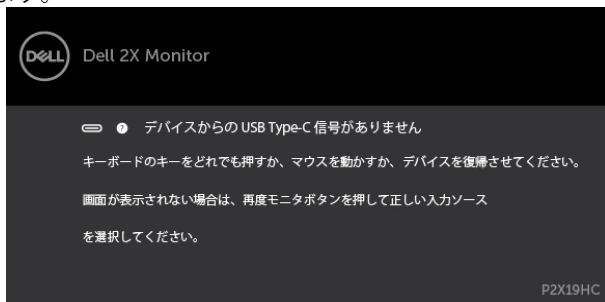 ます。
DELL
Dell 2X Monitor
? デバイスからの USB Type-C 信号がありません
キーボードのキーをどれでも押すか、マウスを動かすか、デバイスを復帰させてください。
画面が表示されない場合は、再度モニタボタンを押して正しい入力ソース
を選択してください。
P2X19HC